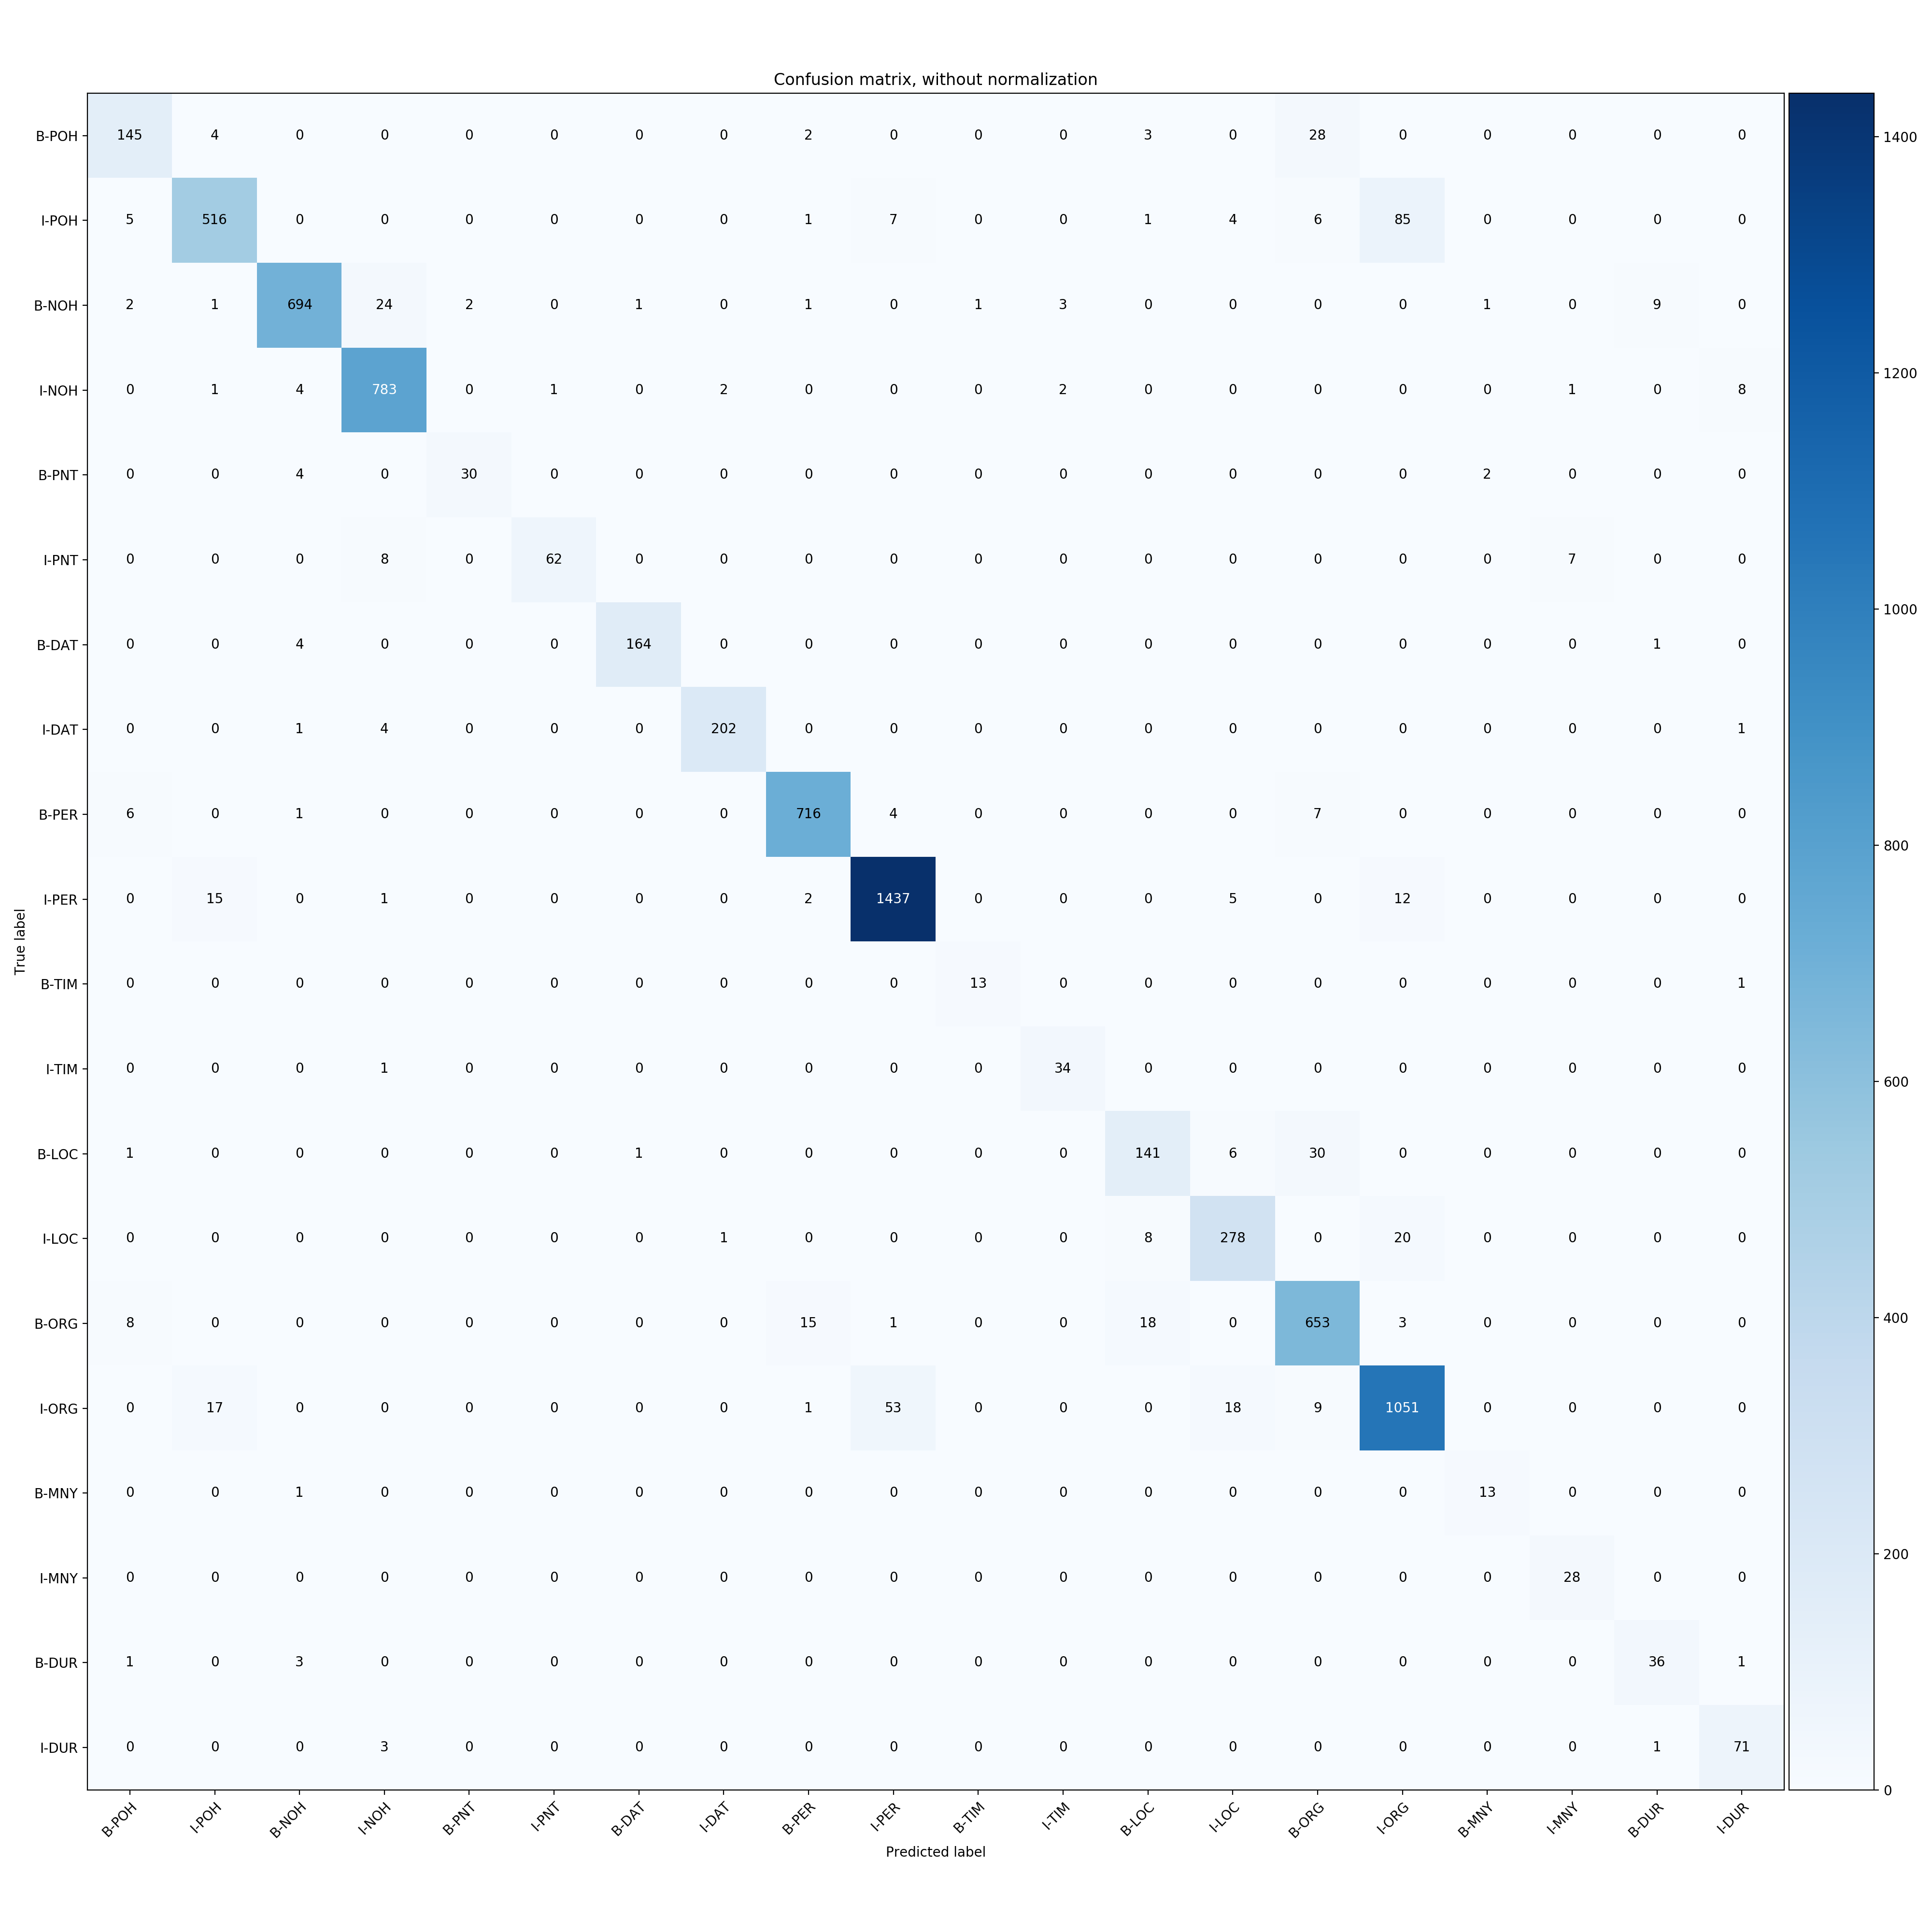 Confusion matrix, without normalization
B-POH 145 4 0 0 0 0 0 0 2 0 0 0 3 0 28 0 0 0 0 0
1400
I-POH 5 516 0 0 0 0 0 0 1 7 0 0 1 4 6 85 0 0 0 0
B-NOH 2 1 694 24 2 0 1 0 1 0 1 3 0 0 0 0 1 0 9 0
1200
I-NOH 0 1 4 783 0 1 0 2 0 0 0 2 0 0 0 0 0 1 0 8
B-PNT 0 0 4 0 30 0 0 0 0 0 0 0 0 0 0 0 2 0 0 0
I-PNT 0 0 0 8 0 62 0 0 0 0 0 0 0 0 0 0 0 7 0 0
1000
B-DAT 0 0 4 0 0 0 164 0 0 0 0 0 0 0 0 0 0 0 1 0
I-DAT 0 0 1 4 0 0 0 202 0 0 0 0 0 0 0 0 0 0 0 1
B-PER 6 0 1 0 0 0 0 0 716 4 0 0 0 0 7 0 0 0 0 0
800
I-PER 0 15 0 1 0 0 0 0 2 1437 0 0 0 5 0 12 0 0 0 0
True label
B-TIM 0 0 0 0 0 0 0 0 0 0 13 0 0 0 0 0 0 0 0 1
I-TIM 0 0 0 1 0 0 0 0 0 0 0 34 0 0 0 0 0 0 0 0
600
B-LOC 1 0 0 0 0 0 1 0 0 0 0 0 141 6 30 0 0 0 0 0
I-LOC 0 0 0 0 0 0 0 1 0 0 0 0 8 278 0 20 0 0 0 0
400
B-ORG 8 0 0 0 0 0 0 0 15 1 0 0 18 0 653 3 0 0 0 0
I-ORG 0 17 0 0 0 0 0 0 1 53 0 0 0 18 9 1051 0 0 0 0
B-MNY 0 0 1 0 0 0 0 0 0 0 0 0 0 0 0 0 13 0 0 0
200
I-MNY 0 0 0 0 0 0 0 0 0 0 0 0 0 0 0 0 0 28 0 0
B-DUR 1 0 3 0 0 0 0 0 0 0 0 0 0 0 0 0 0 0 36 1
I-DUR 0 0 0 3 0 0 0 0 0 0 0 0 0 0 0 0 0 0 1 71
0
B-POH I-POH B-NOH I-NOH B-PNT I-PNT B-DAT I-DAT B-PER I-PER B-TIM I-TIM B-LOC I-LOC B-ORG I-ORG B-MNY I-MNY B-DUR I-DUR
Predicted label